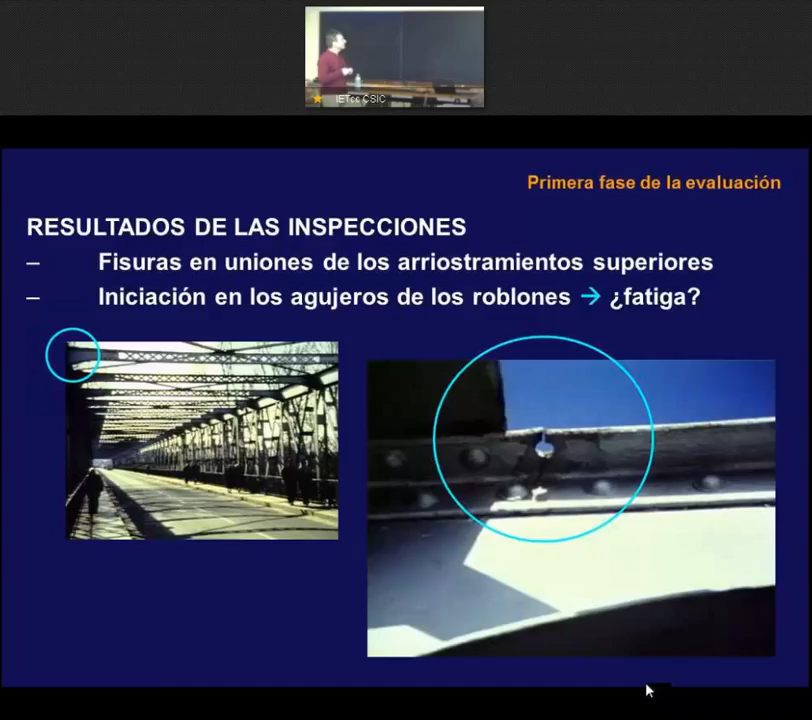 IETcc CSIC
Primera fase de la evaluación
RESULTADOS DE LAS INSPECCIONES
– Fisuras en uniones de los arriostramientos superiores
– Iniciación en los agujeros de los roblones → ¿fatiga?